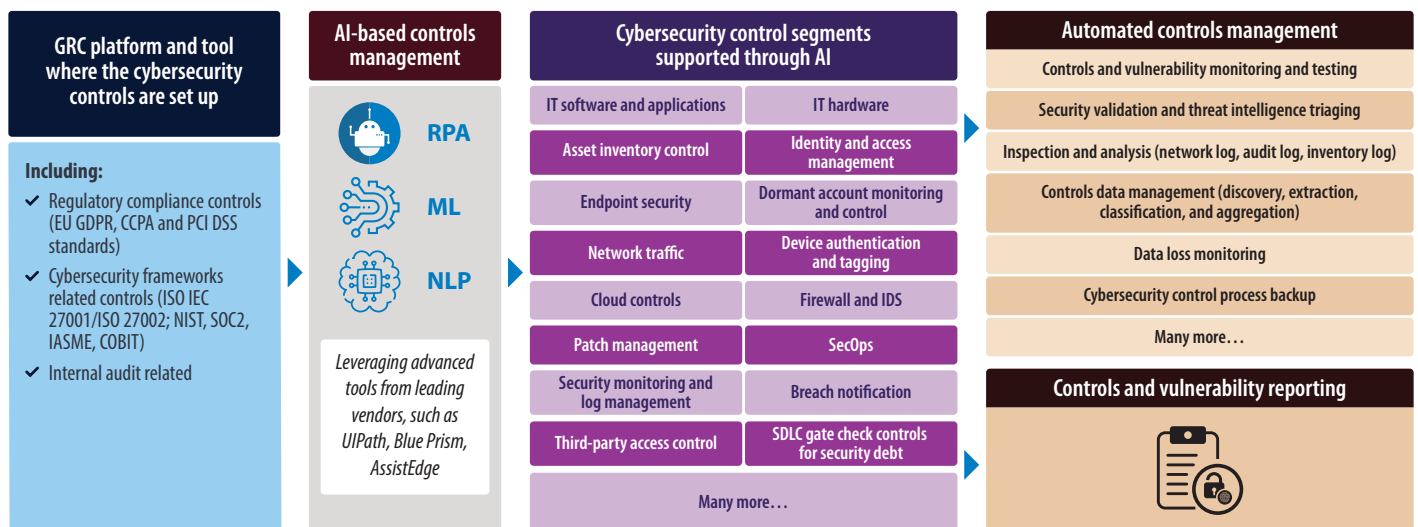 GRC platform and tool
where the cybersecurity
controls are set up
Including:
Regulatory compliance controls
(EU GDPR, CCPA and PCI DSS
standards)
Cybersecurity frameworks
related controls (ISO IEC
27001/ISO 27002; NIST, SOC2,
IASME, COBIT)
Internal audit related
AI-based controls
management
RPA
ML
NLP
Leveraging advanced
tools from leading
vendors, such as
UIPath, Blue Prism,
AssistEdge
Cybersecurity control segments
supported through AI
IT software and applications
IT hardware
Asset inventory control
Identity and access
management
Endpoint security
Dormant account monitoring
and control
Network traffic
Device authentication
and tagging
Cloud controls
Firewall and IDS
Patch management
SecOps
Security monitoring and
log management
Breach notification
Third-party access control
SDLC gate check controls
for security debt
Many more…
Automated controls management
Controls and vulnerability monitoring and testing
Security validation and threat intelligence triaging
Inspection and analysis (network log, audit log, inventory log)
Controls data management (discovery, extraction,
classification, and aggregation)
Data loss monitoring
Cybersecurity control process backup
Many more…
Controls and vulnerability reporting